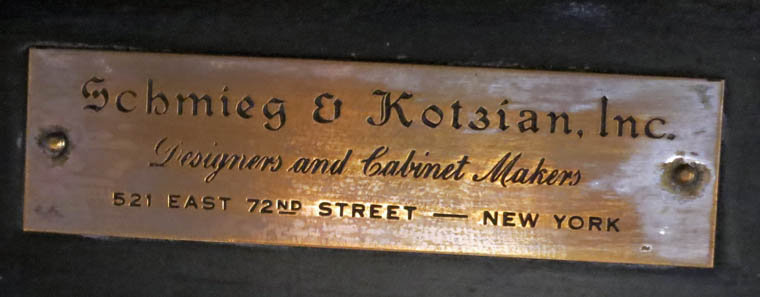 Schmieg & Kotzian, Inc.
Designers and Cabinet Makers
521 EAST 72ND STREET — NEW YORK